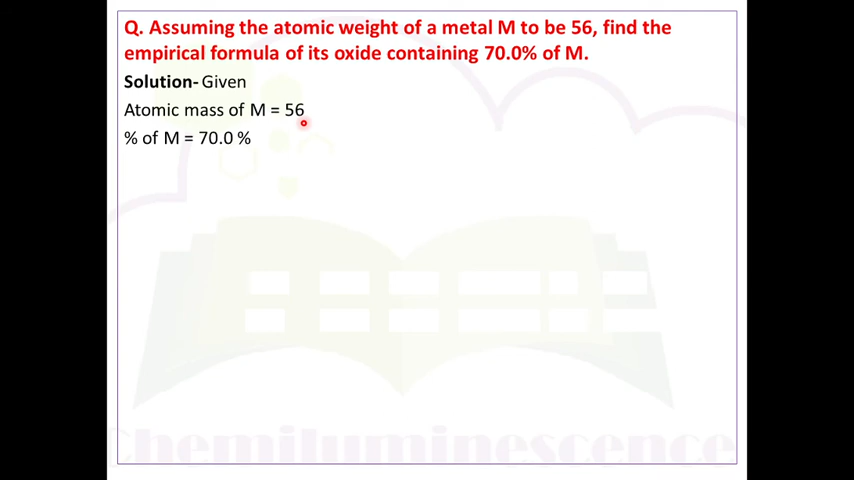 Q. Assuming the atomic weight of a metal M to be 56, find the
empirical formula of its oxide containing 70.0% of M.
Solution- Given
Atomic mass of M = 56
% of M = 70.0 %
Chemiluminescence